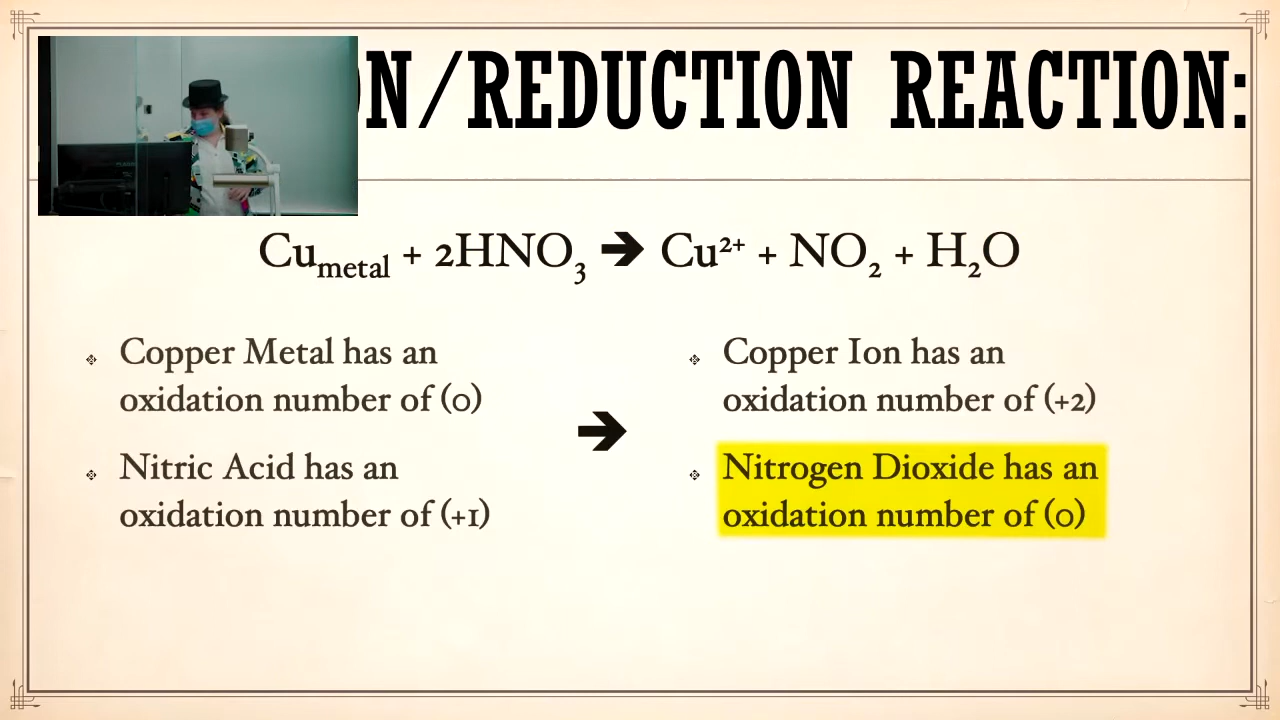 N/REDUCTION REACTION:
Cu metal + 2HNO₃ ➔ Cu²⁺ + NO₂ + H₂O
Copper Metal has an
oxidation number of (0)
Nitric Acid has an
oxidation number of (+1)
➔
Copper Ion has an
oxidation number of (+2)
Nitrogen Dioxide has an
oxidation number of (0)